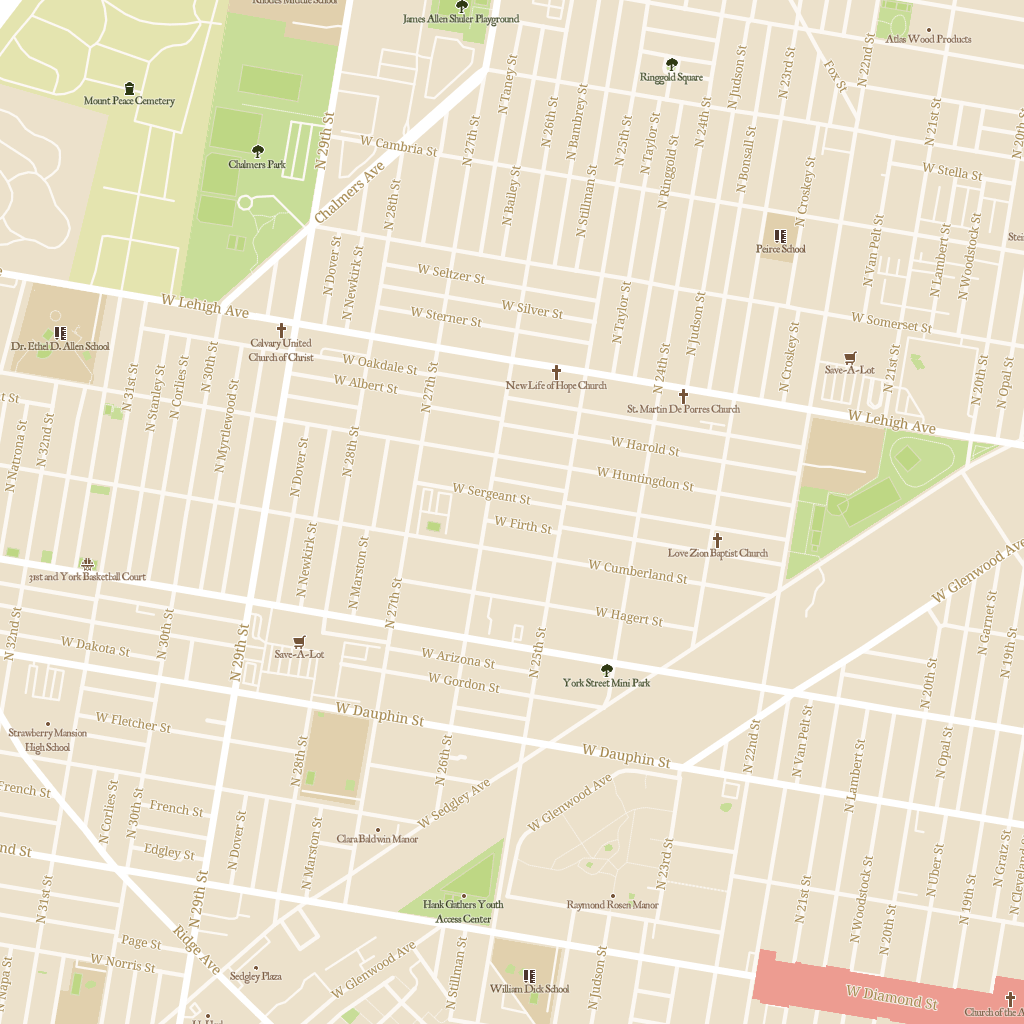 Rhodes Middle School
James Allen Shuler Playground
Atlas Wood Products
Ringgold Square
Mount Peace Cemetery
Chalmers Park
N 29th St
W Cambria St
Chalmers Ave
N 27th St
N Taney St
N 26th St
N Bambrey St
N 25th St
N Taylor St
N Ringgold St
N 24th St
N Judson St
N 23rd St
Fox St
N 22nd St
N 21st St
N 20th St
W Stella St
N Bonsall St
N Croskey St
N Bailey St
N Stillman St
N 28th St
Peirce School
N Van Pelt St
N Lambert St
N Woodstock St
N Dover St
N Newkirk St
W Seltzer St
W Silver St
W Sterner St
N Taylor St
N Judson St
W Somerset St
W Lehigh Ave
Calvary United
Church of Christ
Dr. Ethel D. Allen School
N 31st St
N Stanley St
N Corlies St
N 30th St
N Myrtlewood St
W Oakdale St
W Albert St
N 27th St
New Life of Hope Church
N 24th St
St. Martin De Porres Church
N Croskey St
Save-A-Lot
N 21st St
N 20th St
N Opal St
W Lehigh Ave
N Natrona St
N 32nd St
N Dover St
N 28th St
W Harold St
W Huntingdon St
W Sergeant St
W Firth St
Love Zion Baptist Church
W Cumberland St
W Hagert St
W Glenwood Ave
31st and York Basketball Court
N Newkirk St
N Marston St
N 27th St
N 32nd St
W Dakota St
N 30th St
N 29th St
Save-A-Lot
W Arizona St
W Gordon St
N 25th St
York Street Mini Park
N Garnet St
N 19th St
N 20th St
Strawberry Mansion
High School
W Fletcher St
W Dauphin St
W Dauphin St
N 28th St
N 26th St
N 22nd St
N Van Pelt St
N Lambert St
N Opal St
French St
N Corlies St
N 30th St
French St
Edgley St
N Dover St
N Marston St
W Sedgley Ave
Clara Baldwin Manor
W Glenwood Ave
N 23rd St
N 31st St
N 29th St
Hank Gathers Youth
Access Center
Raymond Rosen Manor
N 21st St
N Woodstock St
N 20th St
N Uber St
N 19th St
N Gratz St
Page St
W Norris St
Ridge Ave
Sedgley Plaza
W Glenwood Ave
N Stillman St
William Dick School
N Judson St
W Diamond St
N Napa St